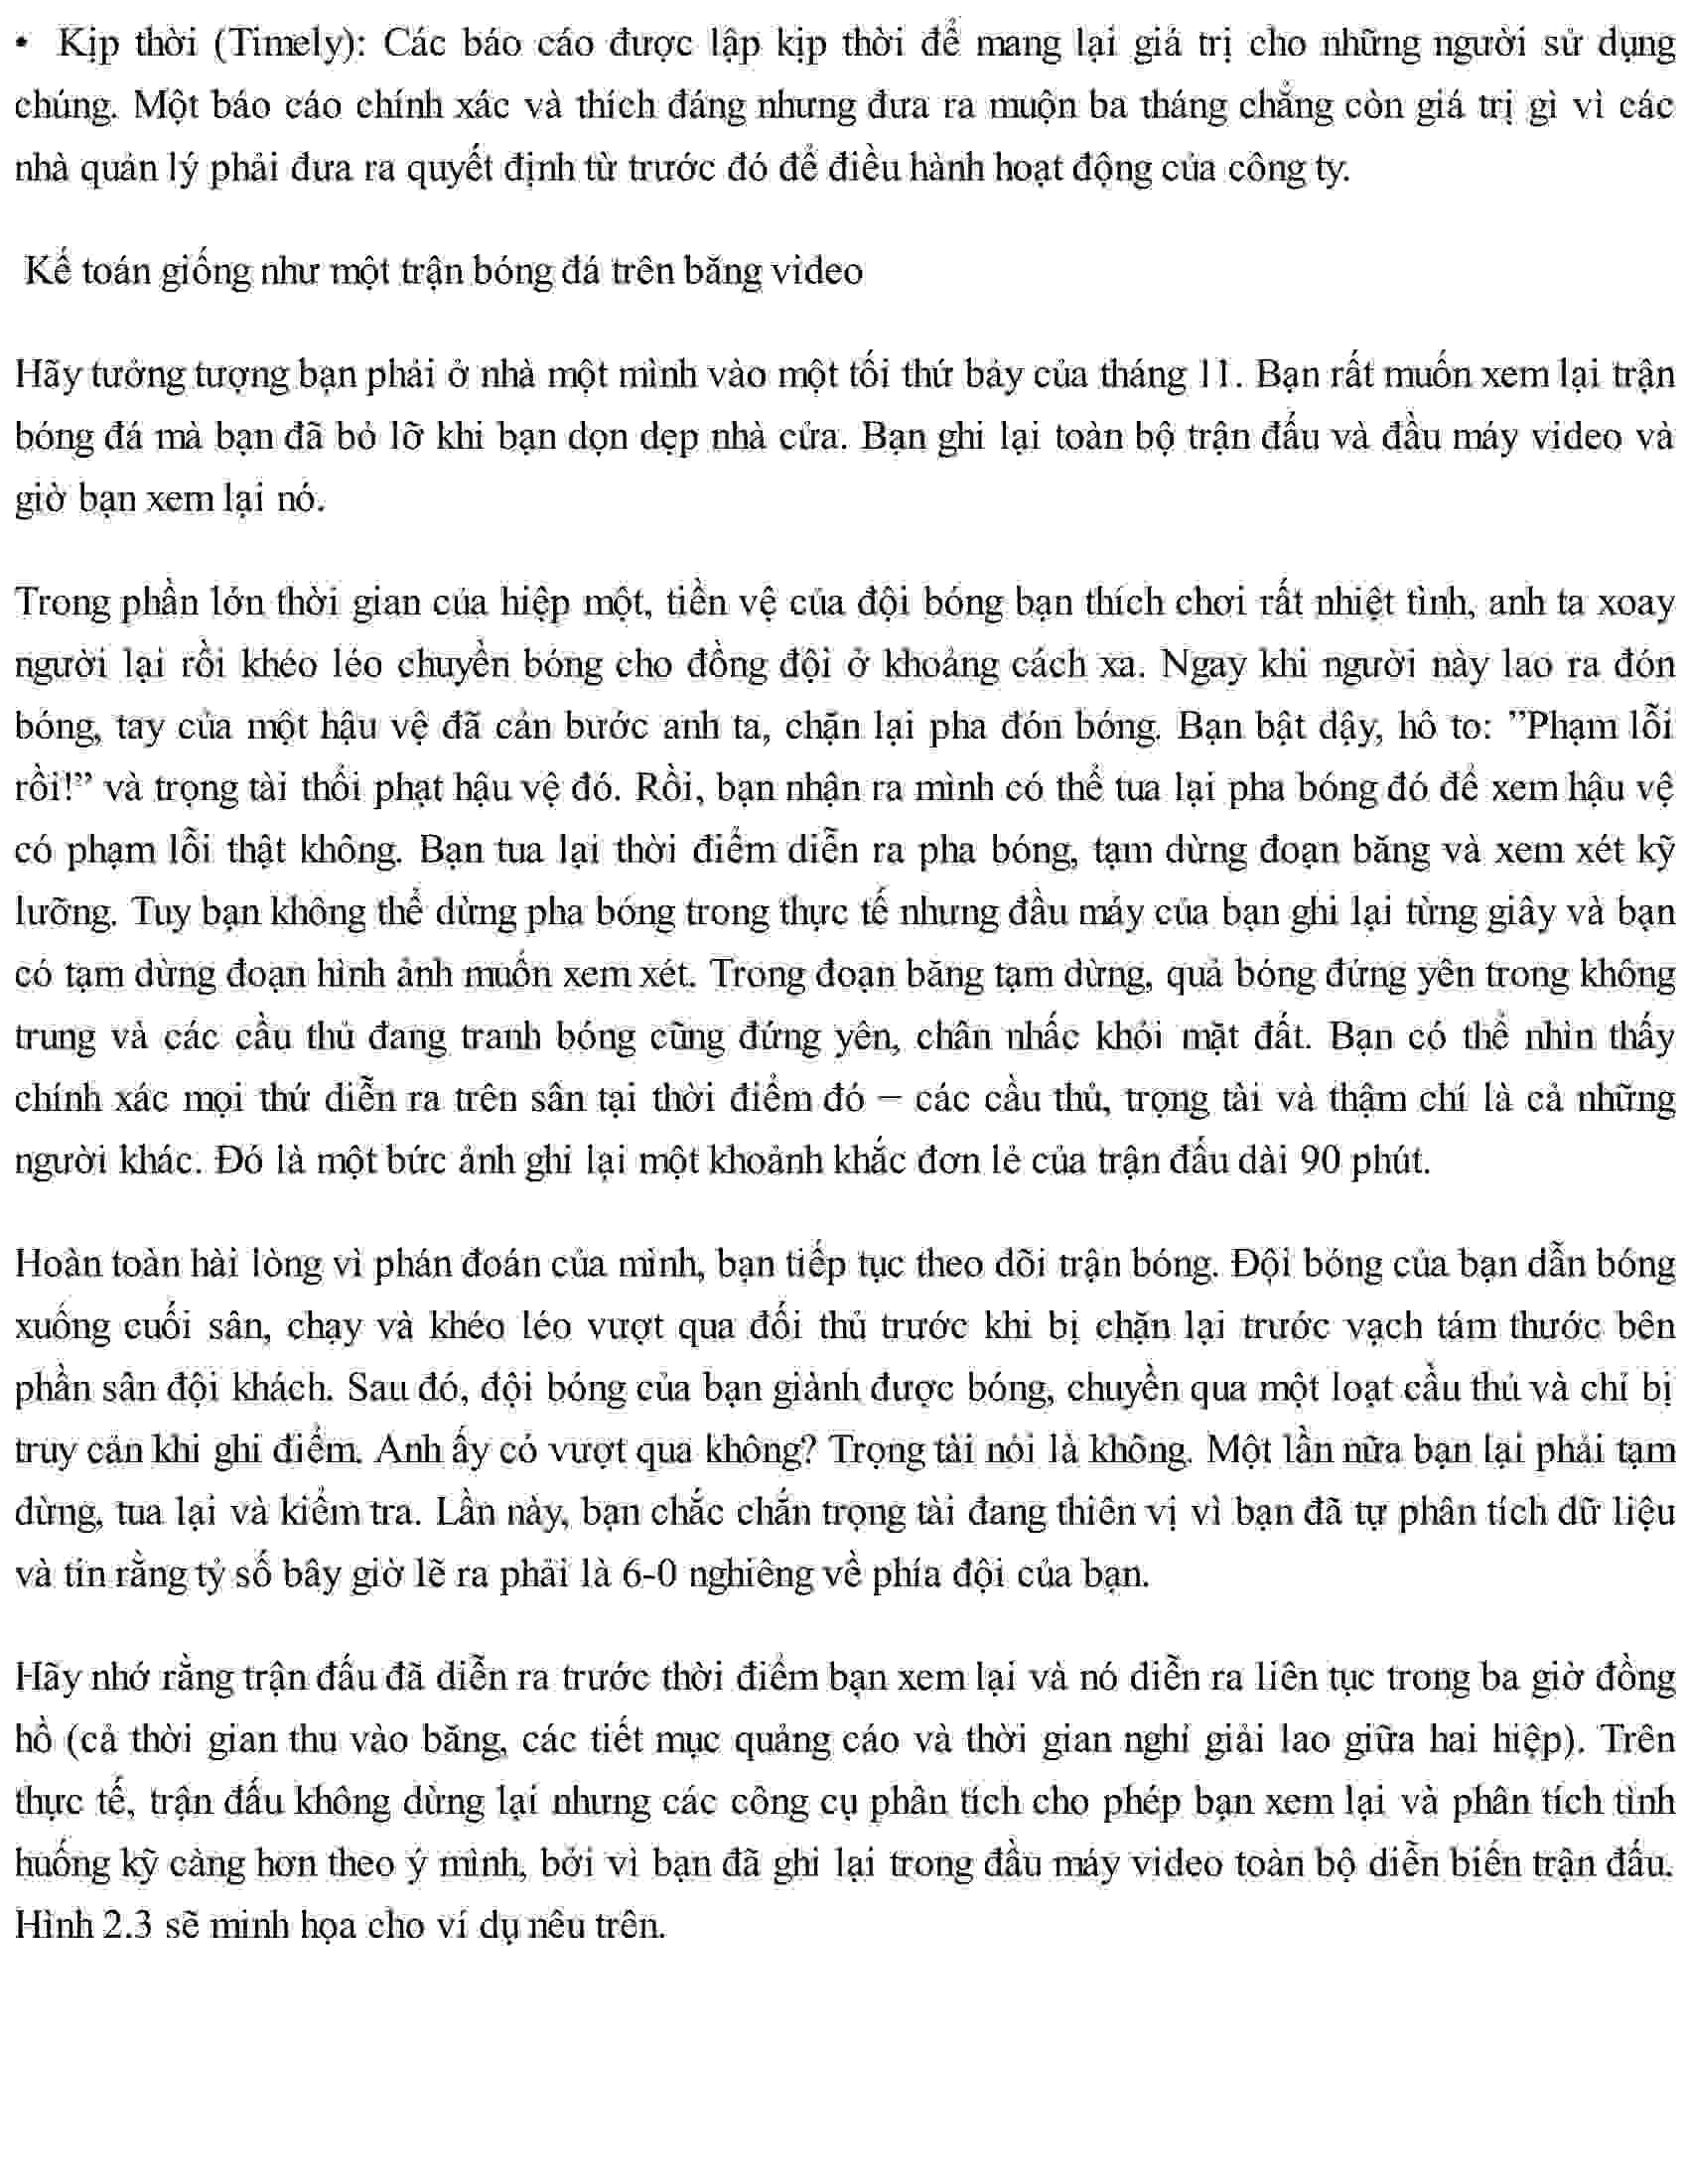 • Kịp thời (Timely): Các báo cáo được lập kịp thời để mang lại giá trị cho những người sử dụng
chúng. Một báo cáo chính xác và thích đáng nhưng đưa ra muộn ba tháng chẳng còn giá trị gì vì các
nhà quản lý phải đưa ra quyết định từ trước đó để điều hành hoạt động của công ty.
Kế toán giống như một trận bóng đá trên băng video
Hãy tưởng tượng bạn phải ở nhà một mình vào một tối thứ bảy của tháng 11. Bạn rất muốn xem lại trận
bóng đá mà bạn đã bỏ lỡ khi bạn dọn dẹp nhà cửa. Bạn ghi lại toàn bộ trận đấu và đầu máy video và
giờ bạn xem lại nó.
Trong phần lớn thời gian của hiệp một, tiền vệ của đội bóng bạn thích chơi rất nhiệt tình, anh ta xoay
người lại rồi khéo léo chuyền bóng cho đồng đội ở khoảng cách xa. Ngay khi người này lao ra đón
bóng, tay của một hậu vệ đã cản bước anh ta, chặn lại pha đón bóng. Bạn bật dậy, hô to: ”Phạm lỗi
rồi!” và trọng tài thổi phạt hậu vệ đó. Rồi, bạn nhận ra mình có thể tua lại pha bóng đó để xem hậu vệ
có phạm lỗi thật không. Bạn tua lại thời điểm diễn ra pha bóng, tạm dừng đoạn băng và xem xét kỹ
lưỡng. Tuy bạn không thể dừng pha bóng trong thực tế nhưng đầu máy của bạn ghi lại từng giây và bạn
có tạm dừng đoạn hình ảnh muốn xem xét. Trong đoạn băng tạm dừng, quả bóng đứng yên trong không
trung và các cầu thủ đang tranh bóng cũng đứng yên, chân nhấc khỏi mặt đất. Bạn có thể nhìn thấy
chính xác mọi thứ diễn ra trên sân tại thời điểm đó – các cầu thủ, trọng tài và thậm chí là cả những
người khác. Đó là một bức ảnh ghi lại một khoảnh khắc đơn lẻ của trận đấu dài 90 phút.
Hoàn toàn hài lòng vì phán đoán của mình, bạn tiếp tục theo dõi trận bóng. Đội bóng của bạn dẫn bóng
xuống cuối sân, chạy và khéo léo vượt qua đối thủ trước khi bị chặn lại trước vạch tám thước bên
phần sân đội khách. Sau đó, đội bóng của bạn giành được bóng, chuyền qua một loạt cầu thủ và chỉ bị
truy cản khi ghi điểm. Anh ấy có vượt qua không? Trọng tài nói là không. Một lần nữa bạn lại phải tạm
dừng, tua lại và kiểm tra. Lần này, bạn chắc chắn trọng tài đang thiên vị vì bạn đã tự phân tích dữ liệu
và tin rằng tỷ số bây giờ lẽ ra phải là 6-0 nghiêng về phía đội của bạn.
Hãy nhớ rằng trận đấu đã diễn ra trước thời điểm bạn xem lại và nó diễn ra liên tục trong ba giờ đồng
hồ (cả thời gian thu vào băng, các tiết mục quảng cáo và thời gian nghỉ giải lao giữa hai hiệp). Trên
thực tế, trận đấu không dừng lại nhưng các công cụ phân tích cho phép bạn xem lại và phân tích tình
huống kỹ càng hơn theo ý mình, bởi vì bạn đã ghi lại trong đầu máy video toàn bộ diễn biến trận đấu.
Hình 2.3 sẽ minh họa cho ví dụ nêu trên.